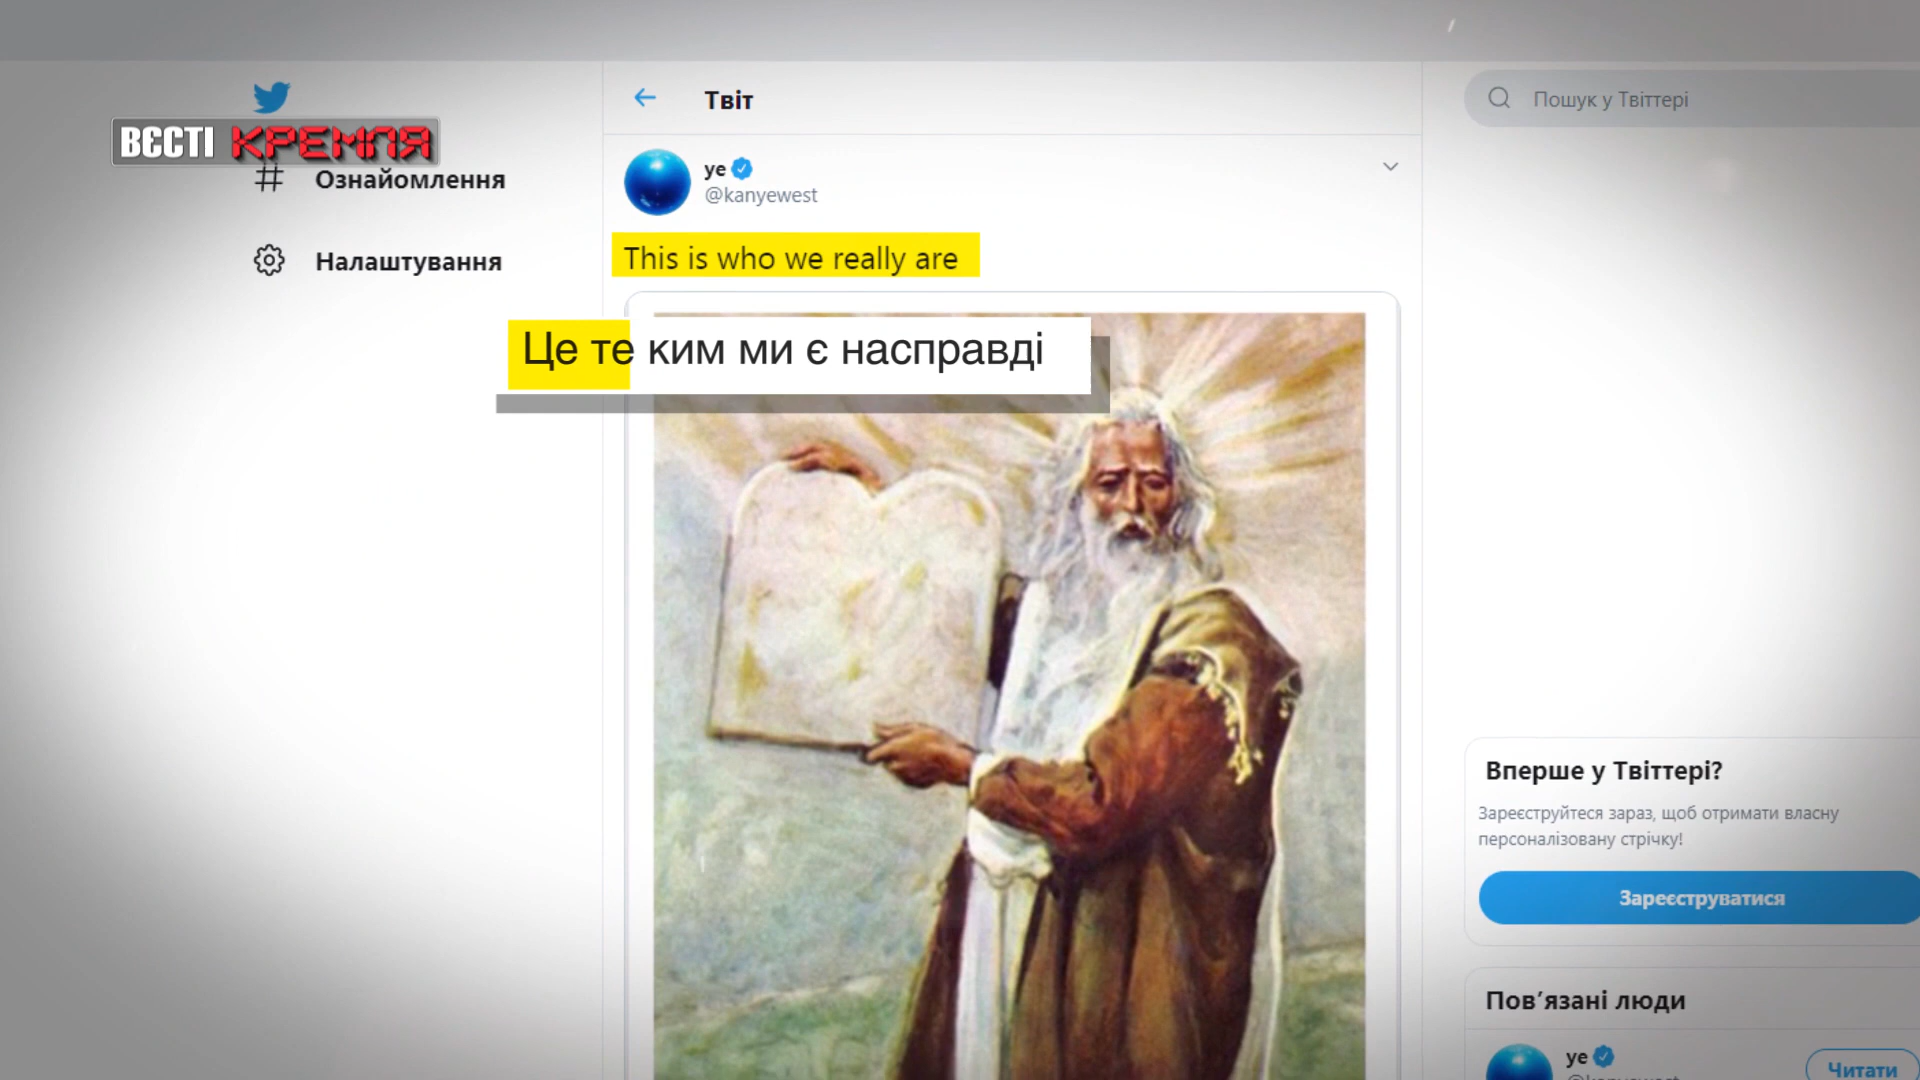 ВЄСТІ КРЕМЛЯ
Ознайомлення
Налаштування
Твіт
ye
@kanyewest
This is who we really are
Це те ким ми є насправді
Пошук у Твіттері
Вперше у Твіттері?
Зареєструйтеся зараз, щоб отримати власну
персоналізовану стрічку!
Зареєструватися
Пов’язані люди
ye
Читати